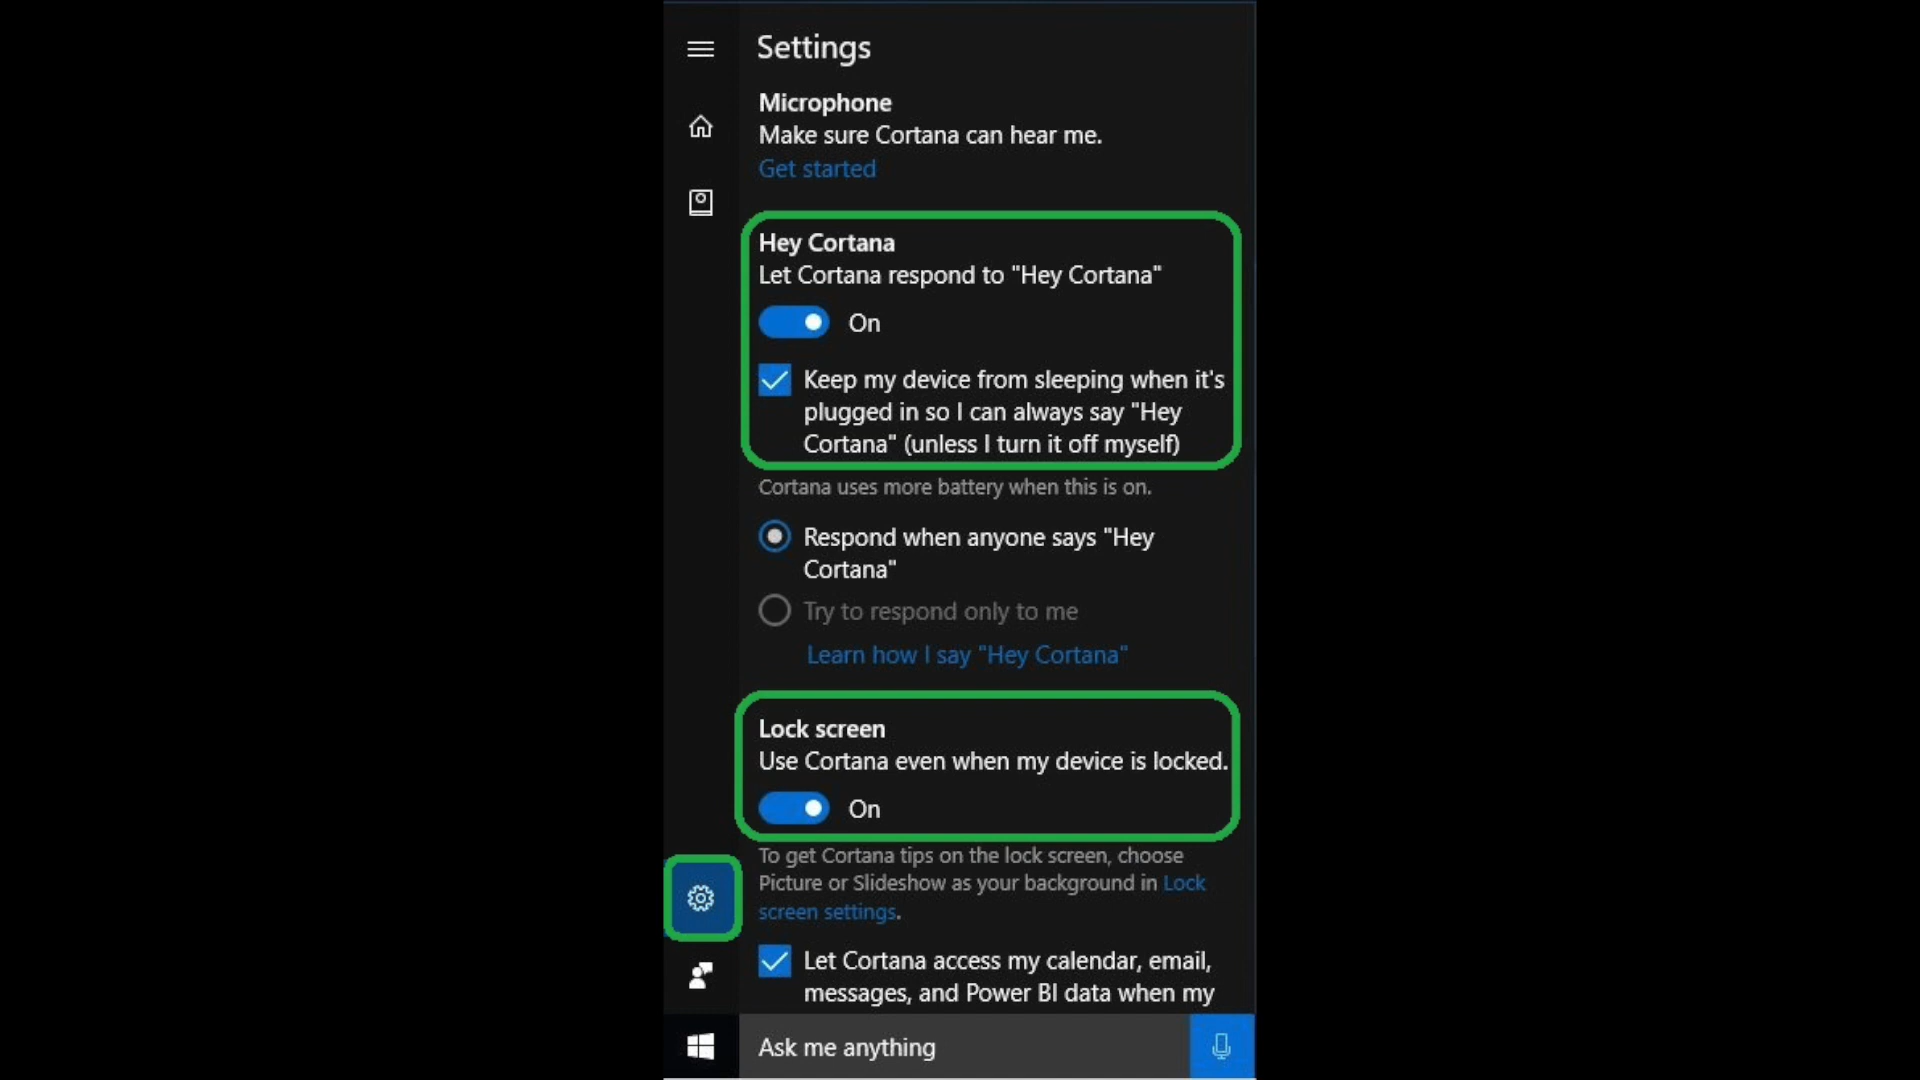 Settings
Microphone
Make sure Cortana can hear me.
Get started
Hey Cortana
Let Cortana respond to "Hey Cortana"
On
Keep my device from sleeping when it's
plugged in so I can always say "Hey
Cortana" (unless I turn it off myself)
Cortana uses more battery when this is on.
Respond when anyone says "Hey
Cortana"
Try to respond only to me
Learn how I say "Hey Cortana"
Lock screen
Use Cortana even when my device is locked.
On
To get Cortana tips on the lock screen, choose
Picture or Slideshow as your background in Lock
screen settings.
Let Cortana access my calendar, email,
messages, and Power BI data when my
Ask me anything